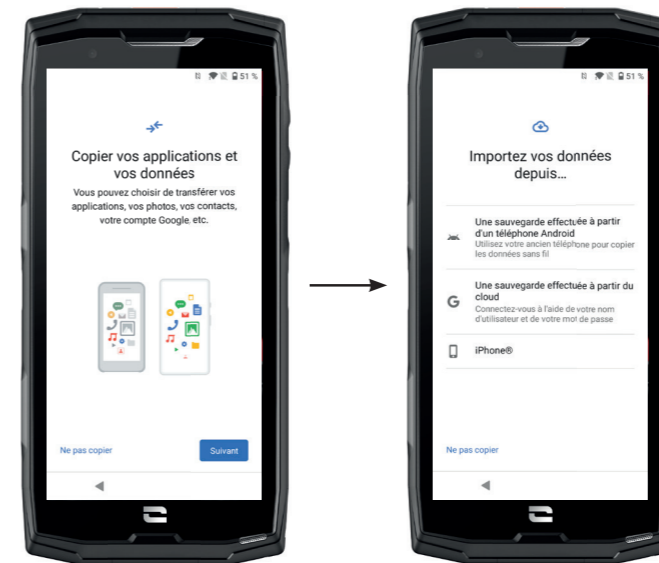 51 %
Copier vos applications et
vos données
Vous pouvez choisir de transférer vos
applications, vos photos, vos contacts,
votre compte Google, etc.
Ne pas copier
Suivant
51 %
Importez vos données
depuis...
Une sauvegarde effectuée à partir
d'un téléphone Android
Utilisez votre ancien téléphone pour copier
les données sans fil
Une sauvegarde effectuée à partir du
cloud
Connectez-vous à l'aide de votre nom
d'utilisateur et de votre mot de passe
iPhone®
Ne pas copier